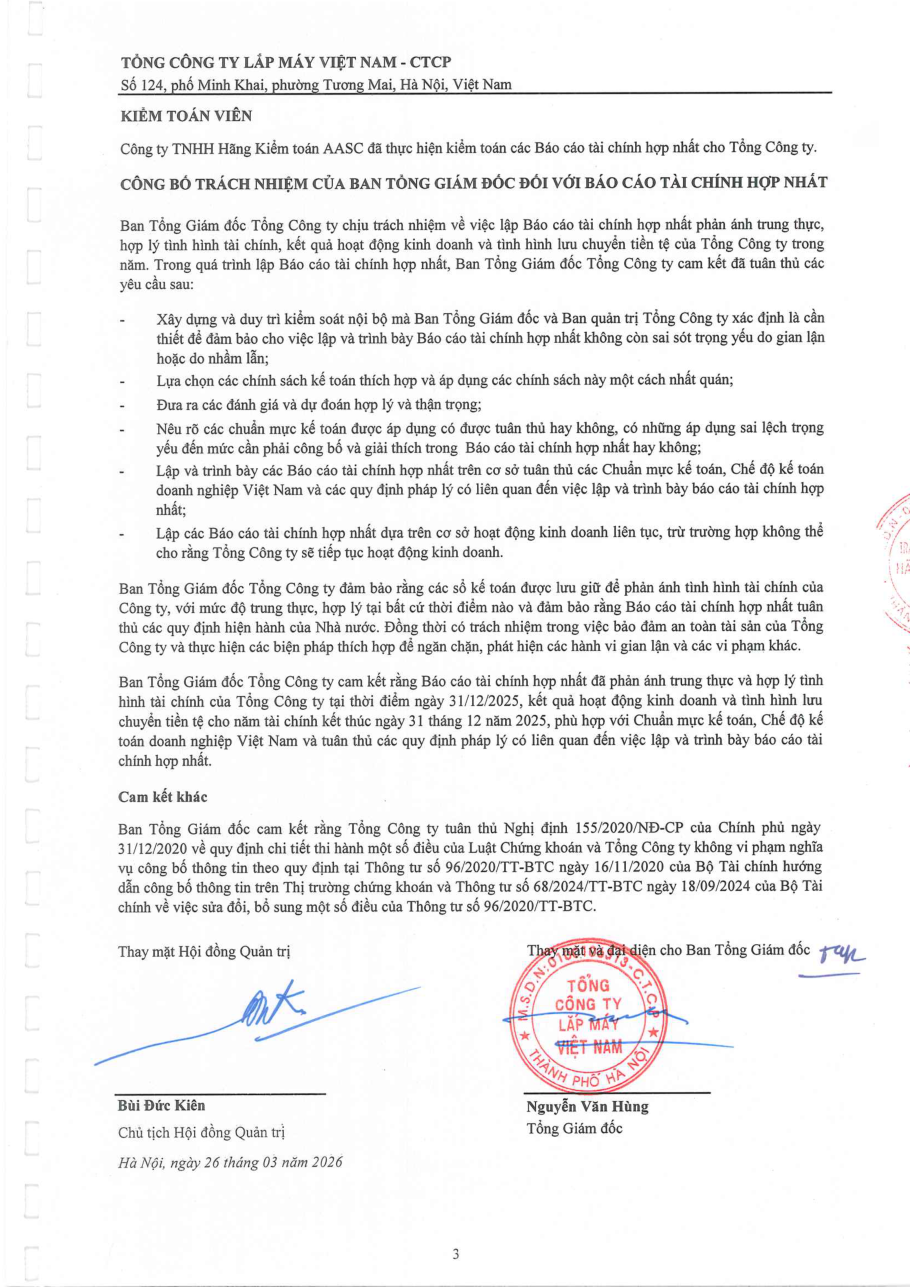 TỔNG CÔNG TY LẮP MÁY VIỆT NAM - CTCP
Số 124, phố Minh Khai, phường Tương Mai, Hà Nội, Việt Nam
KIỂM TOÁN VIÊN
Công ty TNHH Hãng Kiểm toán AASC đã thực hiện kiểm toán các Báo cáo tài chính hợp nhất cho Tổng Công ty.
CÔNG BỐ TRÁCH NHIỆM CỦA BAN TỔNG GIÁM ĐỐC ĐỐI VỚI BÁO CÁO TÀI CHÍNH HỢP NHẤT
Ban Tổng Giám đốc Tổng Công ty chịu trách nhiệm về việc lập Báo cáo tài chính hợp nhất phản ánh trung thực,
hợp lý tình hình tài chính, kết quả hoạt động kinh doanh và tình hình lưu chuyển tiền tệ của Tổng Công ty trong
năm. Trong quá trình lập Báo cáo tài chính hợp nhất, Ban Tổng Giám đốc Tổng Công ty cam kết đã tuân thủ các
yêu cầu sau:
- Xây dựng và duy trì kiểm soát nội bộ mà Ban Tổng Giám đốc và Ban quản trị Tổng Công ty xác định là cần
thiết để đảm bảo cho việc lập và trình bày Báo cáo tài chính hợp nhất không còn sai sót trọng yếu do gian lận
hoặc do nhầm lẫn;
- Lựa chọn các chính sách kế toán thích hợp và áp dụng các chính sách này một cách nhất quán;
- Đưa ra các đánh giá và dự đoán hợp lý và thận trọng;
- Nêu rõ các chuẩn mực kế toán được áp dụng có được tuân thủ hay không, có những áp dụng sai lệch trọng
yếu đến mức cần phải công bố và giải thích trong Báo cáo tài chính hợp nhất hay không;
- Lập và trình bày các Báo cáo tài chính hợp nhất trên cơ sở tuân thủ các Chuẩn mực kế toán, Chế độ kế toán
doanh nghiệp Việt Nam và các quy định pháp lý có liên quan đến việc lập và trình bày báo cáo tài chính hợp
nhất;
- Lập các Báo cáo tài chính hợp nhất dựa trên cơ sở hoạt động kinh doanh liên tục, trừ trường hợp không thể
cho rằng Tổng Công ty sẽ tiếp tục hoạt động kinh doanh.
Ban Tổng Giám đốc Tổng Công ty đảm bảo rằng các sổ kế toán được lưu giữ để phản ánh tình hình tài chính của
Công ty, với mức độ trung thực, hợp lý tại bất cứ thời điểm nào và đảm bảo rằng Báo cáo tài chính hợp nhất tuân
thủ các quy định hiện hành của Nhà nước. Đồng thời có trách nhiệm trong việc bảo đảm an toàn tài sản của Tổng
Công ty và thực hiện các biện pháp thích hợp để ngăn chặn, phát hiện các hành vi gian lận và các vi phạm khác.
Ban Tổng Giám đốc Tổng Công ty cam kết rằng Báo cáo tài chính hợp nhất đã phản ánh trung thực và hợp lý tình
hình tài chính của Tổng Công ty tại thời điểm ngày 31/12/2025, kết quả hoạt động kinh doanh và tình hình lưu
chuyển tiền tệ cho năm tài chính kết thúc ngày 31 tháng 12 năm 2025, phù hợp với Chuẩn mực kế toán, Chế độ kế
toán doanh nghiệp Việt Nam và tuân thủ các quy định pháp lý có liên quan đến việc lập và trình bày báo cáo tài
chính hợp nhất.
Cam kết khác
Ban Tổng Giám đốc cam kết rằng Tổng Công ty tuân thủ Nghị định 155/2020/NĐ-CP của Chính phủ ngày
31/12/2020 về quy định chi tiết thi hành một số điều của Luật Chứng khoán và Tổng Công ty không vi phạm nghĩa
vụ công bố thông tin theo quy định tại Thông tư số 96/2020/TT-BTC ngày 16/11/2020 của Bộ Tài chính hướng
dẫn công bố thông tin trên Thị trường chứng khoán và Thông tư số 68/2024/TT-BTC ngày 18/09/2024 của Bộ Tài
chính về việc sửa đổi, bổ sung một số điều của Thông tư số 96/2020/TT-BTC.
Thay mặt Hội đồng Quản trị
Thay mặt và đại diện cho Ban Tổng Giám đốc
TỔNG
CÔNG TY
LẮP MÁY
VIỆT NAM
THÀNH PHỐ HÀ NỘI
Bùi Đức Kiên
Nguyễn Văn Hùng
Chủ tịch Hội đồng Quản trị
Tổng Giám đốc
Hà Nội, ngày 26 tháng 03 năm 2026
3